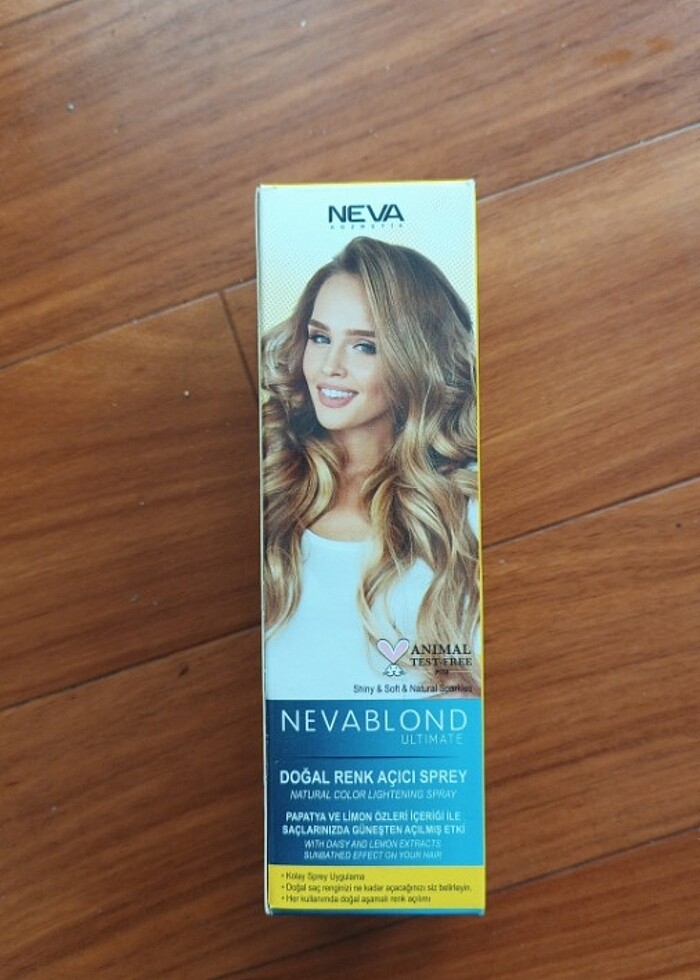 NEVA
KOZMETİK
ANIMAL
TEST-FREE
Shiny & Soft & Natural Sparkles
NEVABLOND
ULTIMATE
DOĞAL RENK AÇICI SPREY
NATURAL COLOR LIGHTENING SPRAY
PAPATYA VE LİMON ÖZLERİ İÇERİĞİ İLE
SAÇLARINIZDA GÜNEŞTEN AÇILMIŞ ETKİ
WITH DAISY AND LEMON EXTRACTS
SUNBATHED EFFECT ON YOUR HAIR
• Kolay Sprey Uygulama
• Doğal saç renginizi ne kadar açacağınızı siz belirleyin.
• Her kullanımda doğal aşamalı renk açılımı